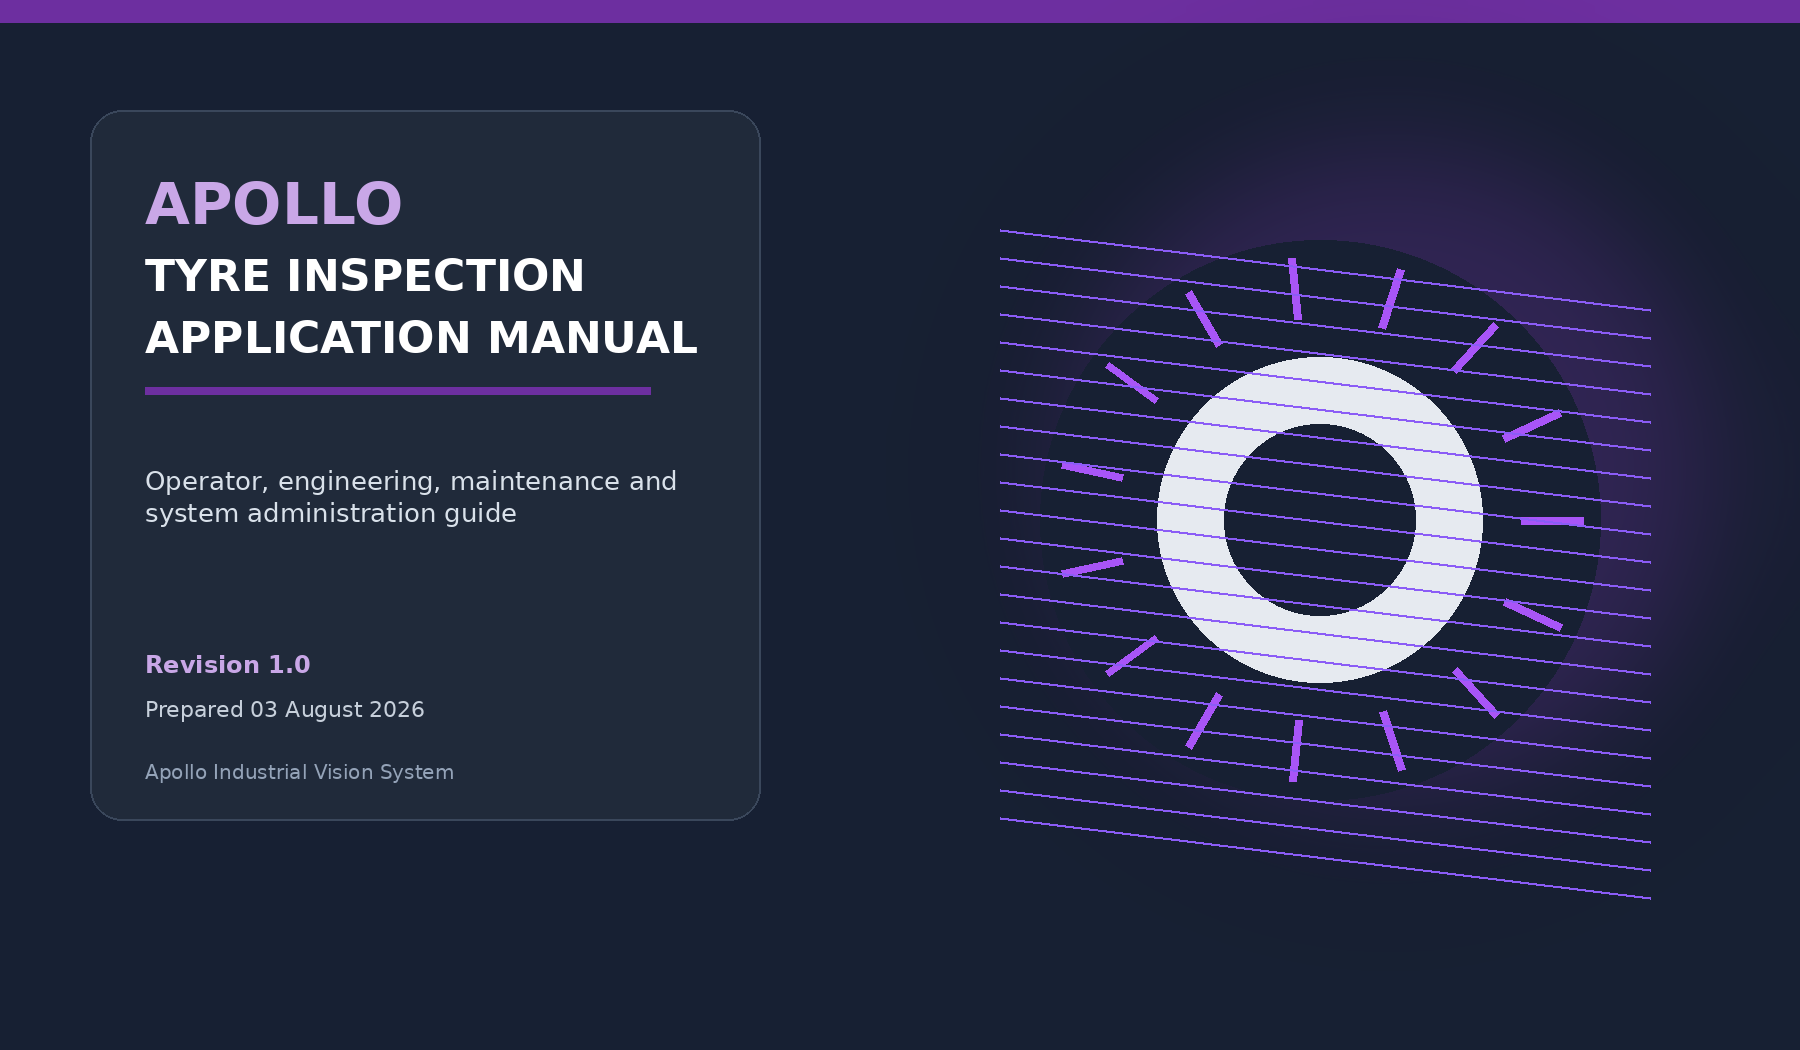 APOLLO
TYRE INSPECTION
APPLICATION MANUAL
Operator, engineering, maintenance and
system administration guide
Revision 1.0
Prepared 03 August 2026
Apollo Industrial Vision System